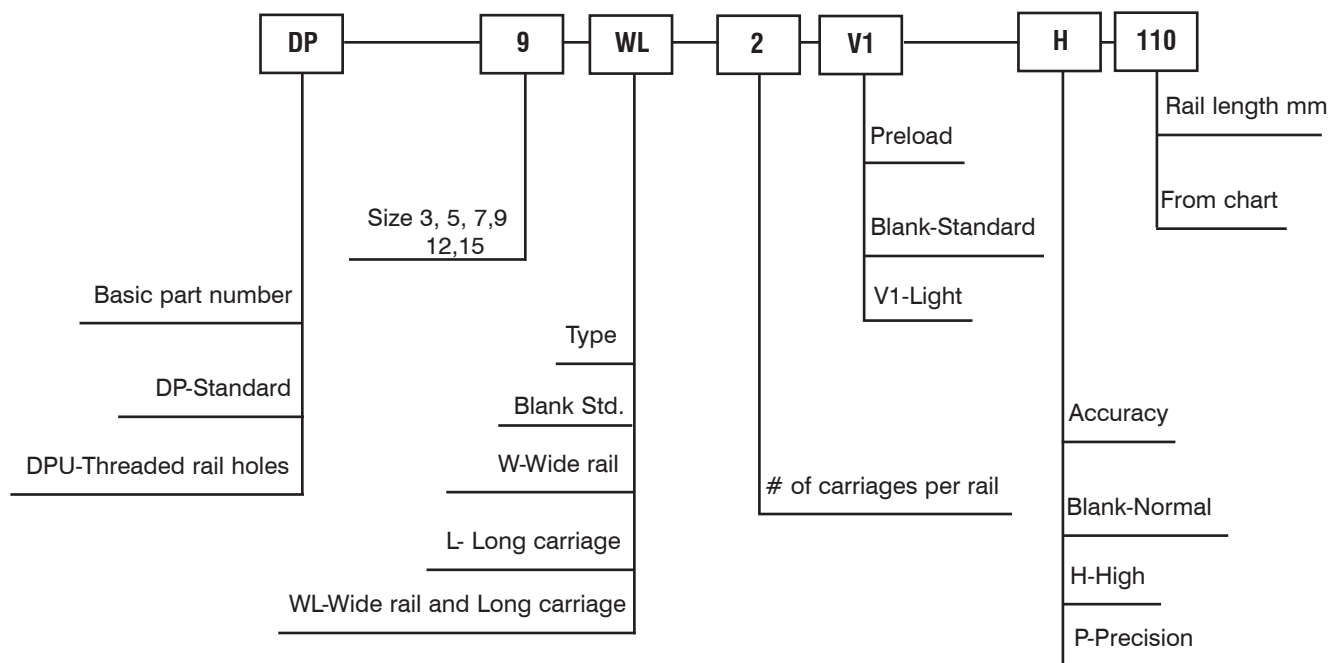 DP 9 WL 2 V1 H 110
Rail length mm
From chart
Preload
Blank-Standard
V1-Light
Size 3, 5, 7,9
12,15
Basic part number
DP-Standard
DPU-Threaded rail holes
Type
Blank Std.
W-Wide rail
L- Long carriage
WL-Wide rail and Long carriage
# of carriages per rail
Accuracy
Blank-Normal
H-High
P-Precision